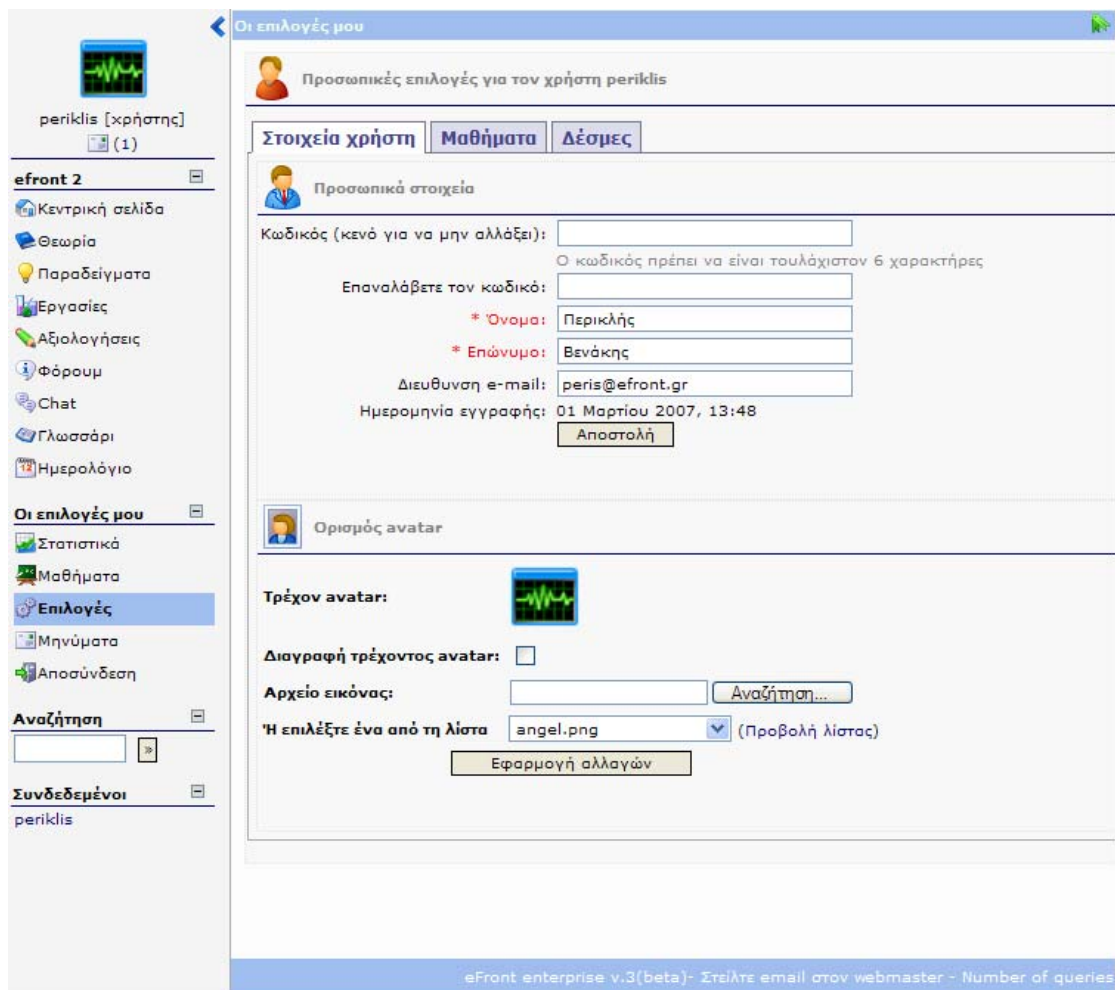 periklis [χρήστης]
(1)
efront 2
Κεντρική σελίδα
Θεωρία
Παραδείγματα
Εργασίες
Αξιολογήσεις
Φόρουμ
Chat
Γλωσσάρι
Ημερολόγιο
Οι επιλογές μου
Στατιστικά
Μαθήματα
Επιλογές
Μηνύματα
Αποσύνδεση
Αναζήτηση
»
Συνδεδεμένοι
periklis
Οι επιλογές μου
Προσωπικές επιλογές για τον χρήστη periklis
Στοιχεία χρήστη Μαθήματα Δέσμες
Προσωπικά στοιχεία
Κωδικός (κενό για να μην αλλάξει):
Ο κωδικός πρέπει να είναι τουλάχιστον 6 χαρακτήρες
Επαναλάβετε τον κωδικό:
* Όνομα: Περικλής
* Επώνυμο: Βενάκης
Διευθυνση e-mail: peris@efront.gr
Ημερομηνία εγγραφής: 01 Μαρτίου 2007, 13:48
Αποστολή
Ορισμός avatar
Τρέχον avatar:
Διαγραφή τρέχοντος avatar:
Αρχείο εικόνας: Αναζήτηση...
Ή επιλέξτε ένα από τη λίστα angel.png (Προβολή λίστας)
Εφαρμογή αλλαγών
eFront enterprise v.3(beta)- Στείλτε email στον webmaster - Number of queries